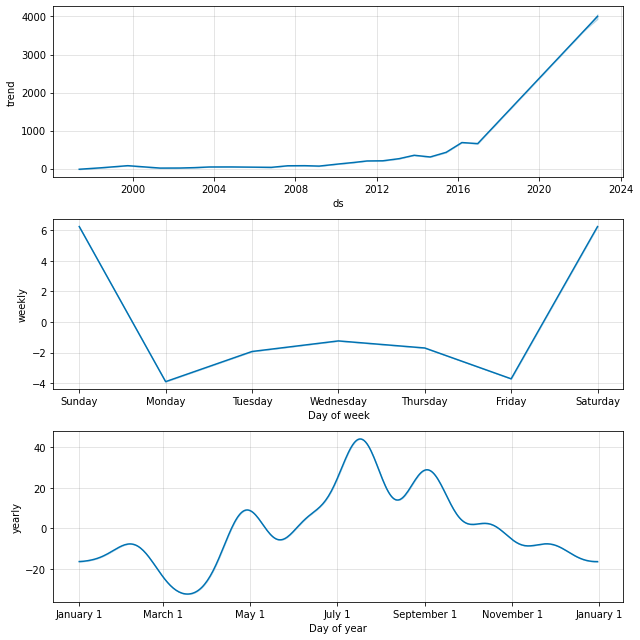 4000
3000
2000
1000
0
trend
2000 2004 2008 2012 2016 2020 2024
ds
6
4
2
0
−2
−4
weekly
Sunday Monday Tuesday Wednesday Thursday Friday Saturday
Day of week
40
20
0
−20
yearly
January 1 March 1 May 1 July 1 September 1 November 1 January 1
Day of year